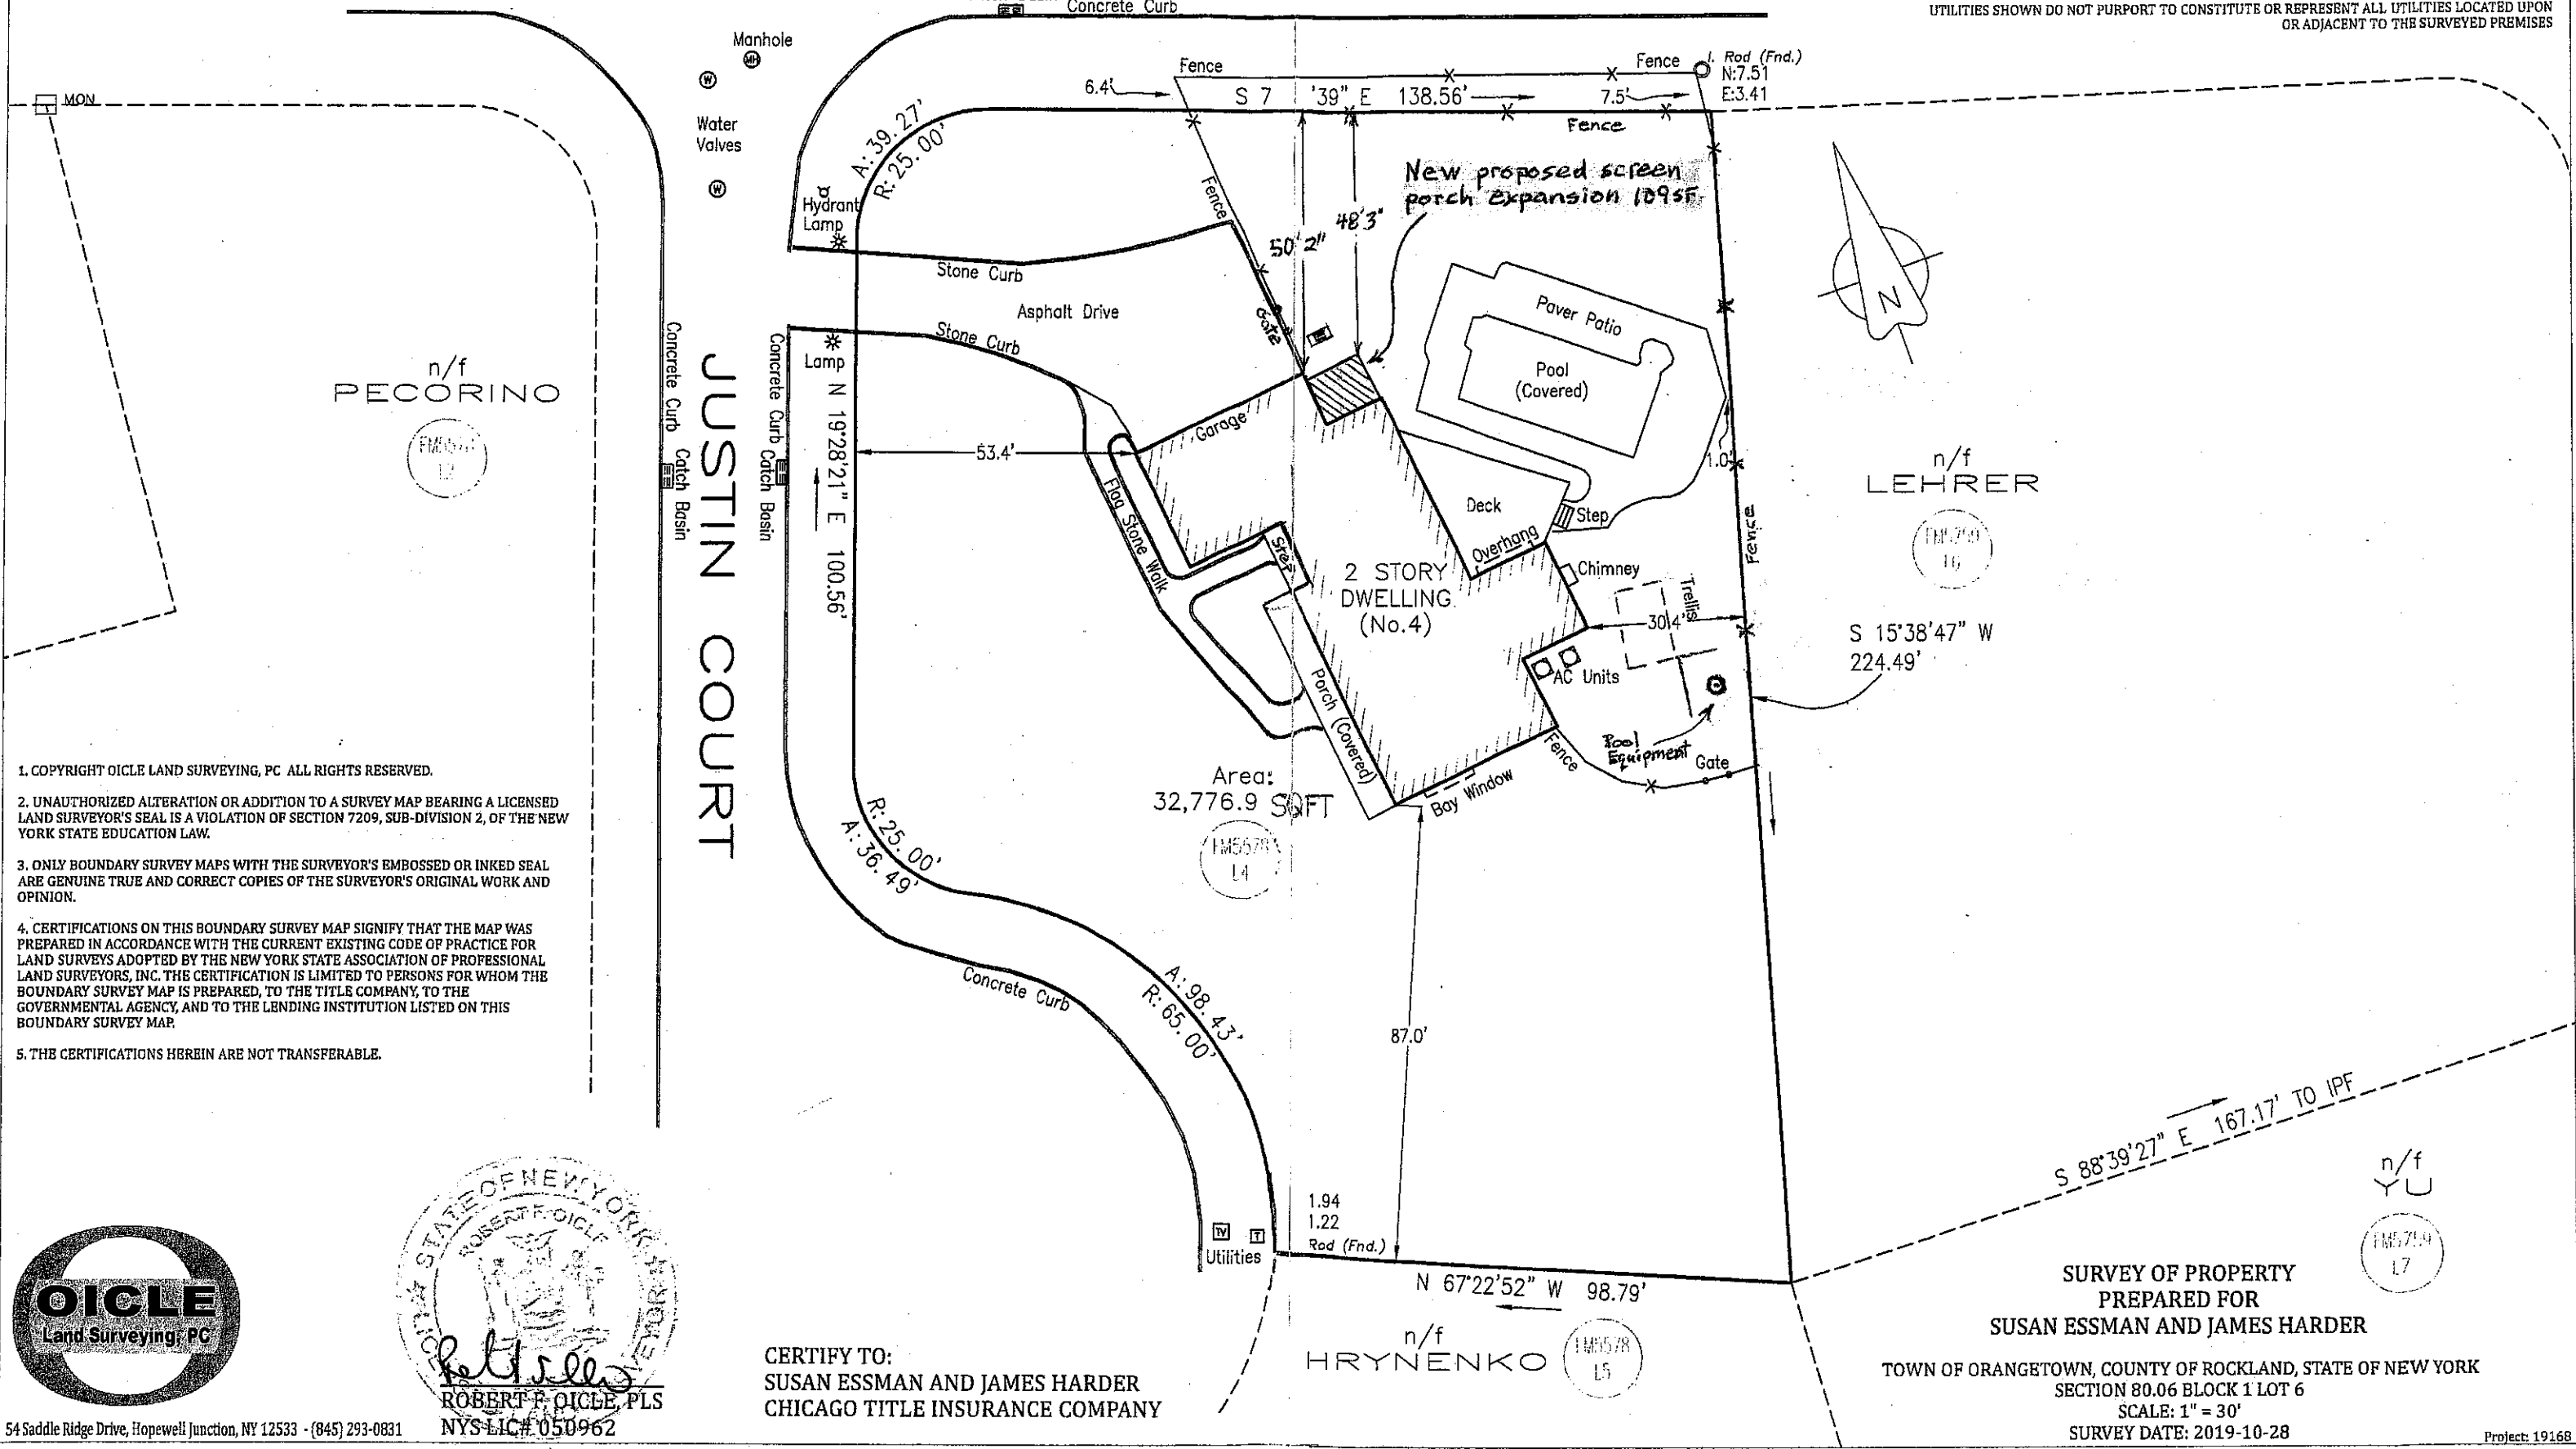 Concrete Curb
UTILITIES SHOWN DO NOT PURPORT TO CONSTITUTE OR REPRESENT ALL UTILITIES LOCATED UPON
OR ADJACENT TO THE SURVEYED PREMISES
Manhole
MH
W
Water
Valves
W
MON
Fence
Fence
I. Rod (Fnd.)
N:7.51
E:3.41
6.4'
S 7 '39" E 138.56'
7.5'
Fence
A: 39.27'
R: 25.00'
Hydrant
Lamp
Fence
New proposed screen
porch expansion 109SF
48'3"
50'2"
Stone Curb
Asphalt Drive
Stone Curb
Gate
Lamp
Paver Patio
Pool
(Covered)
N
n/f
PECORINO
Concrete Curb
Catch Basin
JUSTIN COURT
Concrete Curb
Catch Basin
N 19°28'21" E 100.56'
53.4'
Garage
Flag Stone Walk
Step
1.0'
n/f
LEHRER
FM5759
L6
Deck
Step
Overhang
Fence
2 STORY
DWELLING
(No.4)
Chimney
Trellis
30.4'
AC Units
S 15°38'47" W
224.49'
Porch (Covered)
Pool
Equipment
Fence
Gate
Bay Window
Area:
32,776.9 SQFT
FM5578
L4
1. COPYRIGHT OICLE LAND SURVEYING, PC ALL RIGHTS RESERVED.
2. UNAUTHORIZED ALTERATION OR ADDITION TO A SURVEY MAP BEARING A LICENSED
LAND SURVEYOR'S SEAL IS A VIOLATION OF SECTION 7209, SUB-DIVISION 2, OF THE NEW
YORK STATE EDUCATION LAW.
3. ONLY BOUNDARY SURVEY MAPS WITH THE SURVEYOR'S EMBOSSED OR INKED SEAL
ARE GENUINE TRUE AND CORRECT COPIES OF THE SURVEYOR'S ORIGINAL WORK AND
OPINION.
4. CERTIFICATIONS ON THIS BOUNDARY SURVEY MAP SIGNIFY THAT THE MAP WAS
PREPARED IN ACCORDANCE WITH THE CURRENT EXISTING CODE OF PRACTICE FOR
LAND SURVEYS ADOPTED BY THE NEW YORK STATE ASSOCIATION OF PROFESSIONAL
LAND SURVEYORS, INC. THE CERTIFICATION IS LIMITED TO PERSONS FOR WHOM THE
BOUNDARY SURVEY MAP IS PREPARED, TO THE TITLE COMPANY, TO THE
GOVERNMENTAL AGENCY, AND TO THE LENDING INSTITUTION LISTED ON THIS
BOUNDARY SURVEY MAP.
5. THE CERTIFICATIONS HEREIN ARE NOT TRANSFERABLE.
R: 25.00'
A: 36.49'
Concrete Curb
A: 98.43'
R: 65.00'
87.0'
1.94
1.22
Rod (Fnd.)
TV
T
Utilities
N 67°22'52" W 98.79'
n/f
HRYNENKO
FM5578
L5
S 88°39'27" E 167.17' TO IPF
n/f
YU
FM5759
L7
OICLE
Land Surveying, PC
54 Saddle Ridge Drive, Hopewell Junction, NY 12533 - (845) 293-0831
STATE OF NEW YORK
ROBERT F. OICLE
ROBERT F. OICLE, PLS
NYS LIC# 050962
CERTIFY TO:
SUSAN ESSMAN AND JAMES HARDER
CHICAGO TITLE INSURANCE COMPANY
SURVEY OF PROPERTY
PREPARED FOR
SUSAN ESSMAN AND JAMES HARDER
TOWN OF ORANGETOWN, COUNTY OF ROCKLAND, STATE OF NEW YORK
SECTION 80.06 BLOCK 1 LOT 6
SCALE: 1" = 30'
SURVEY DATE: 2019-10-28
Project: 19168